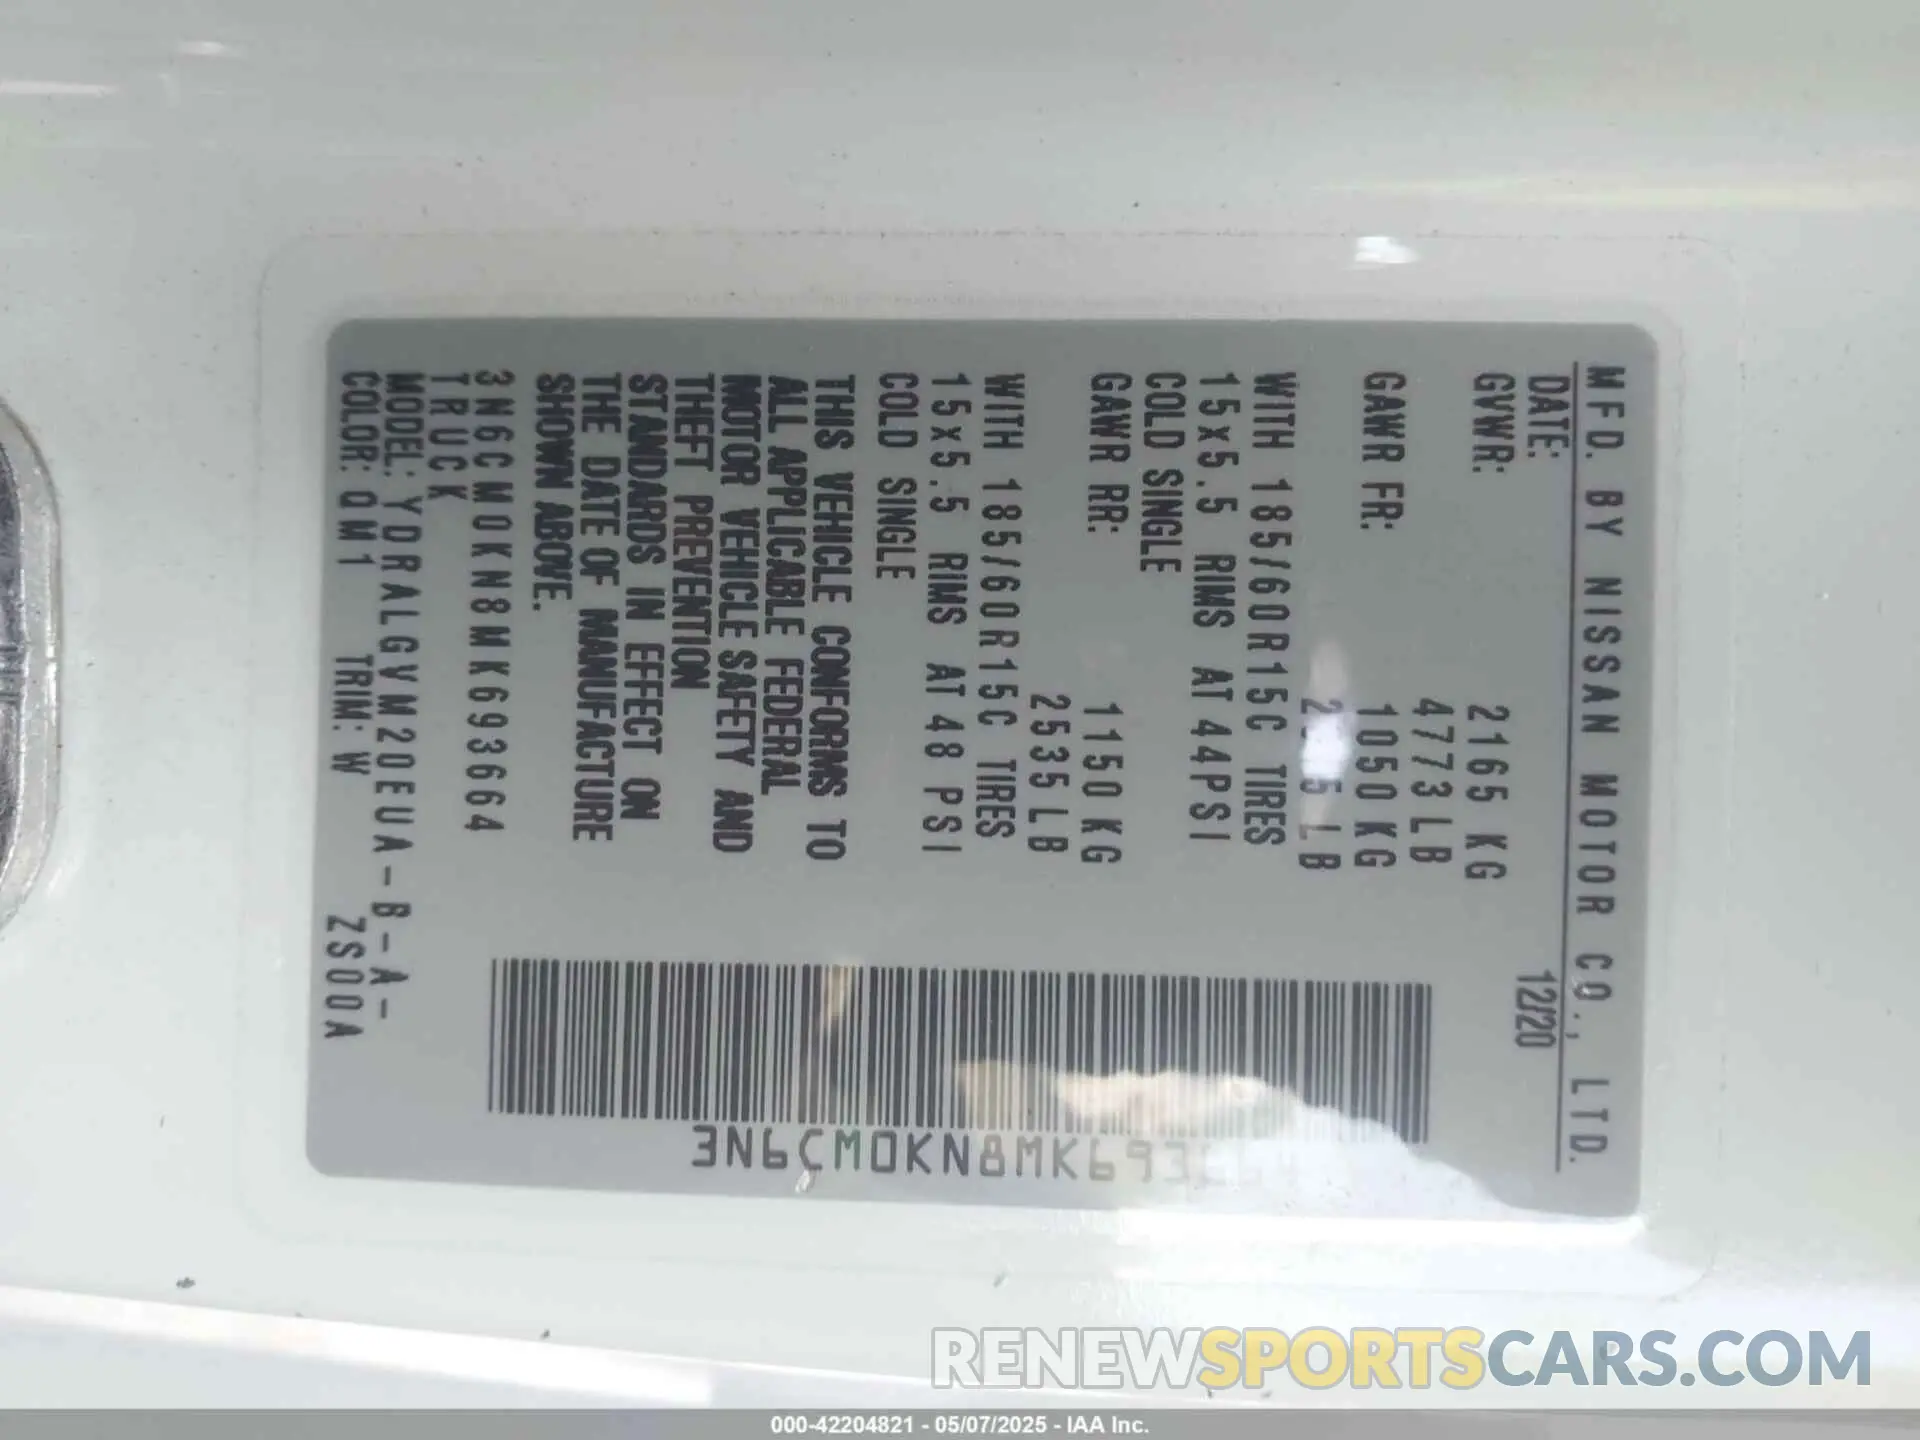 MFD. BY NISSAN MOTOR CO., LTD.
DATE: 12/20
GVWR: 2165 KG
4773LB
GAWR FR: 1050 KG
LB
WITH 185/60R15C TIRES
15x5.5 RIMS AT 44PSI
COLD SINGLE
GAWR RR: 1150 KG
2535LB
WITH 185/60R15C TIRES
15x5.5 RIMS AT 48 PSI
COLD SINGLE
THIS VEHICLE CONFORMS TO
ALL APPLICABLE FEDERAL
MOTOR VEHICLE SAFETY AND
THEFT PREVENTION
STANDARDS IN EFFECT ON
THE DATE OF MANUFACTURE
SHOWN ABOVE.
3N6CM0KN8MK693664
TRUCK
MODEL: YDRALGVM20EUA-B-A-
COLOR: QM1 TRIM: W ZS00A
RENEWSPORTSCARS.COM
000-42204821 - 05/07/2025 - IAA Inc.